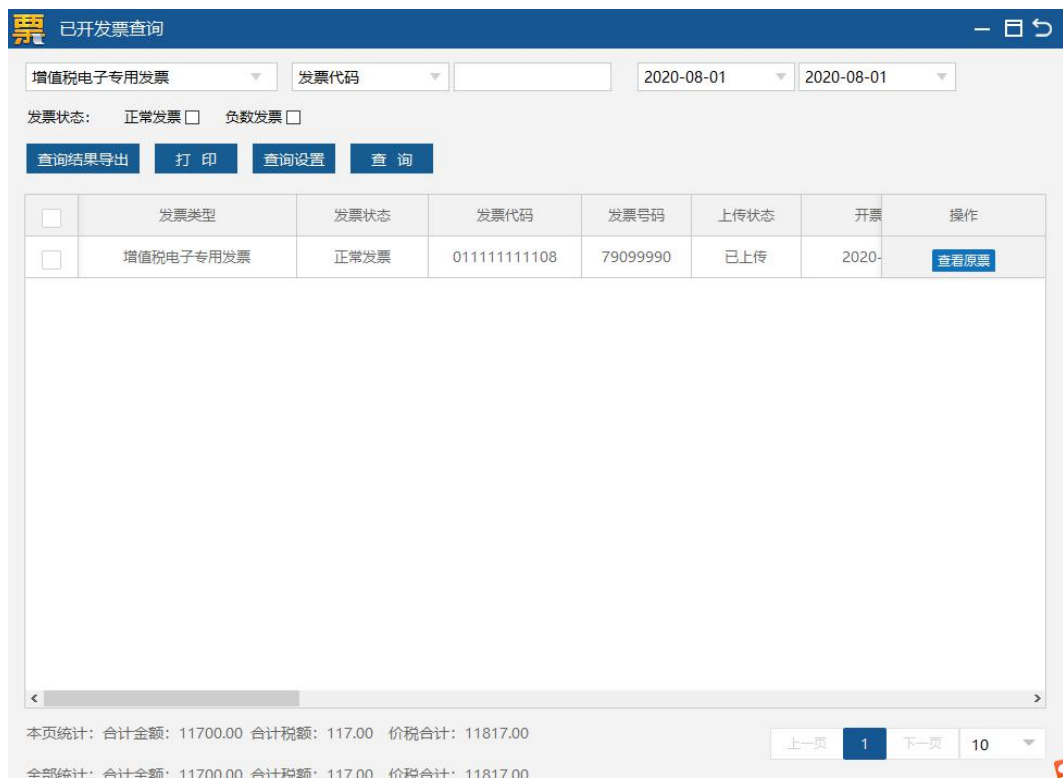 票 已开发票查询
增值税电子专用发票 发票代码 2020-08-01 2020-08-01
发票状态: 正常发票 负数发票
查询结果导出 打 印 查询设置 查 询
发票类型 发票状态 发票代码 发票号码 上传状态 开票 操作
增值税电子专用发票 正常发票 011111111108 79099990 已上传 2020- 查看原票
本页统计: 合计金额: 11700.00 合计税额: 117.00 价税合计: 11817.00
上一页 1 下一页 10
全部统计: 合计金额: 11700.00 合计税额: 117.00 价税合计: 11817.00